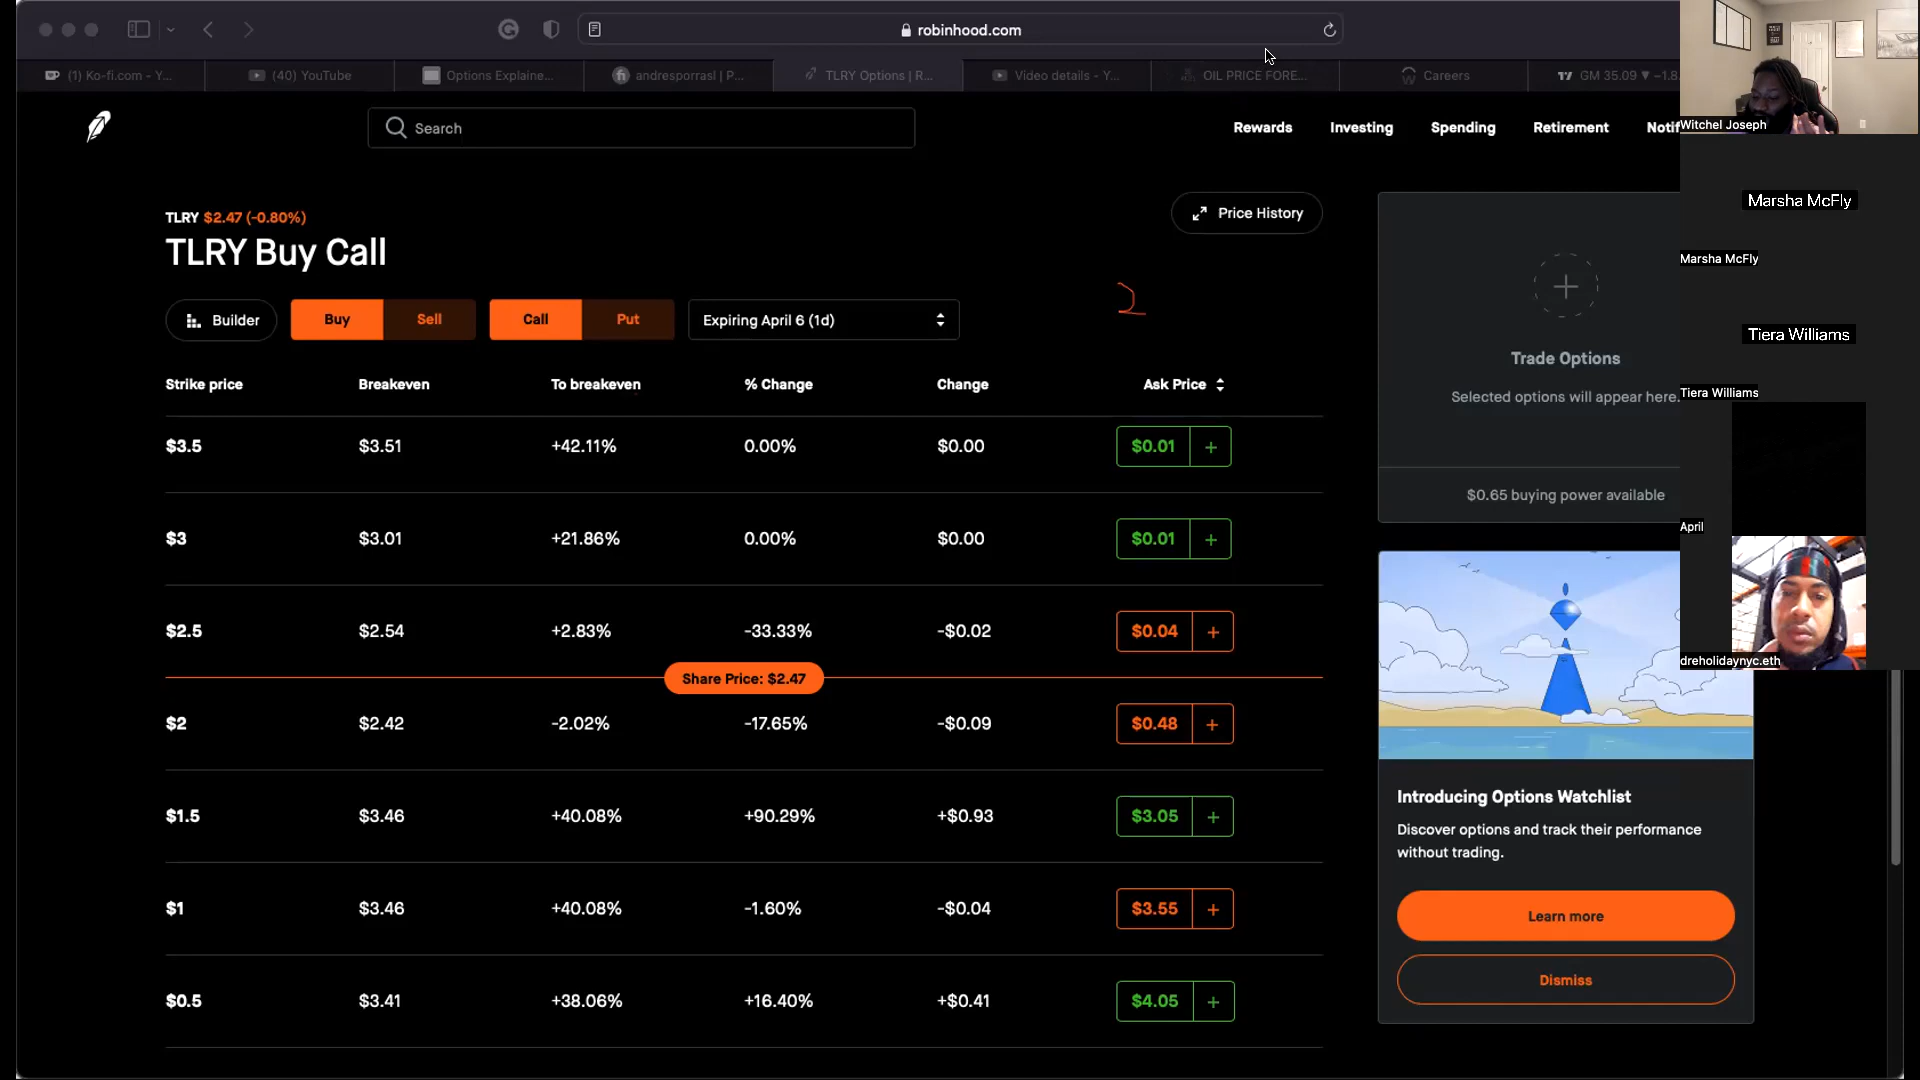 robinhood.com
(1) Ko-fi.com - Y...
(40) YouTube
Options Explaine...
andresporrasl | P...
TLRY Options | R...
Video details - Y...
OIL PRICE FORE...
Careers
GM 35.09 ▼ −1.8
Search
Rewards
Investing
Spending
Retirement
Notif
Witchel Joseph
Marsha McFly
Marsha McFly
Tiera Williams
Tiera Williams
April
dreholidaynyc.eth
TLRY $2.47 (-0.80%)
TLRY Buy Call
Price History
2
Builder
Buy
Sell
Call
Put
Expiring April 6 (1d)
Strike price Breakeven To breakeven % Change Change Ask Price
$3.5 $3.51 +42.11% 0.00% $0.00 $0.01 +
$3 $3.01 +21.86% 0.00% $0.00 $0.01 +
$2.5 $2.54 +2.83% -33.33% -$0.02 $0.04 +
Share Price: $2.47
$2 $2.42 -2.02% -17.65% -$0.09 $0.48 +
$1.5 $3.46 +40.08% +90.29% +$0.93 $3.05 +
$1 $3.46 +40.08% -1.60% -$0.04 $3.55 +
$0.5 $3.41 +38.06% +16.40% +$0.41 $4.05 +
Trade Options
Selected options will appear here.
$0.65 buying power available
Introducing Options Watchlist
Discover options and track their performance
without trading.
Learn more
Dismiss